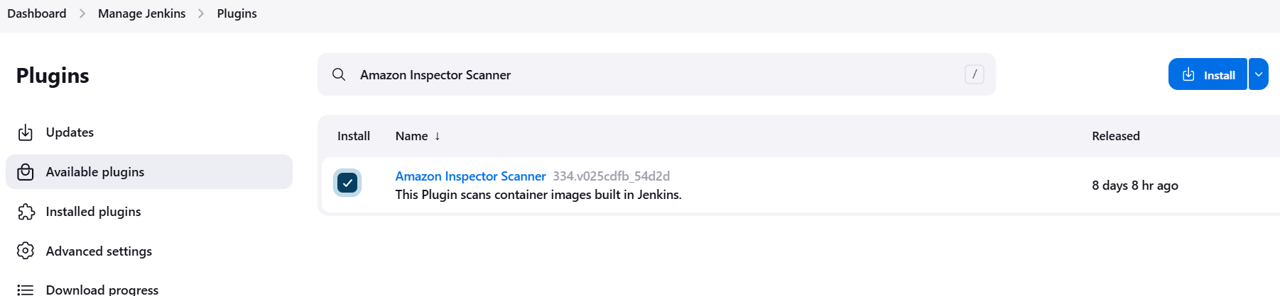 Dashboard > Manage Jenkins > Plugins
Plugins
Amazon Inspector Scanner /
Install
Updates
Available plugins
Installed plugins
Advanced settings
Download progress
Install Name ↓ Released
Amazon Inspector Scanner 334.v025cdfb_54d2d
This Plugin scans container images built in Jenkins.
8 days 8 hr ago